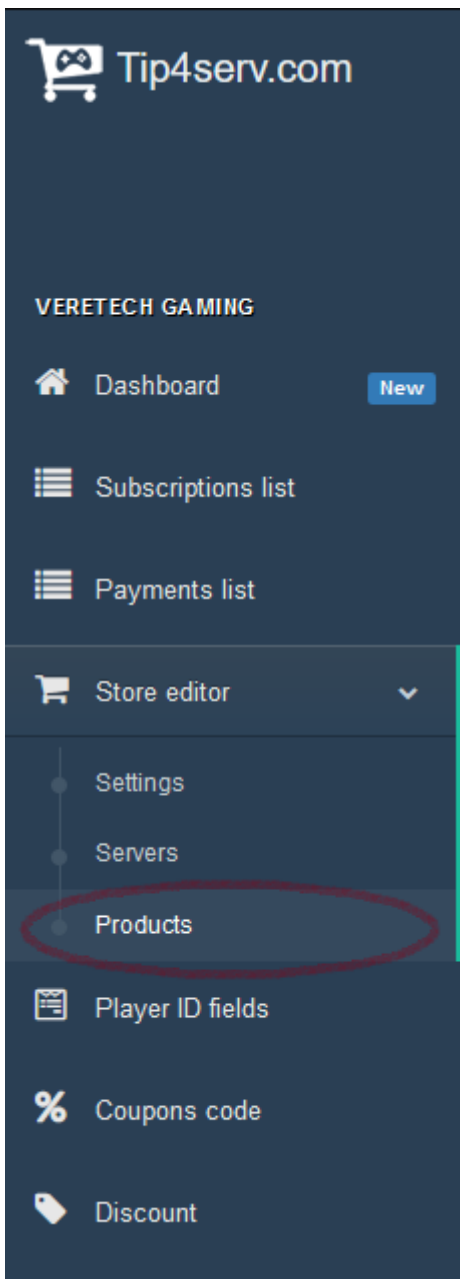 Tip4serv.com
VERETECH GAMING
Dashboard New
Subscriptions list
Payments list
Store editor
Settings
Servers
Products
Player ID fields
% Coupons code
Discount